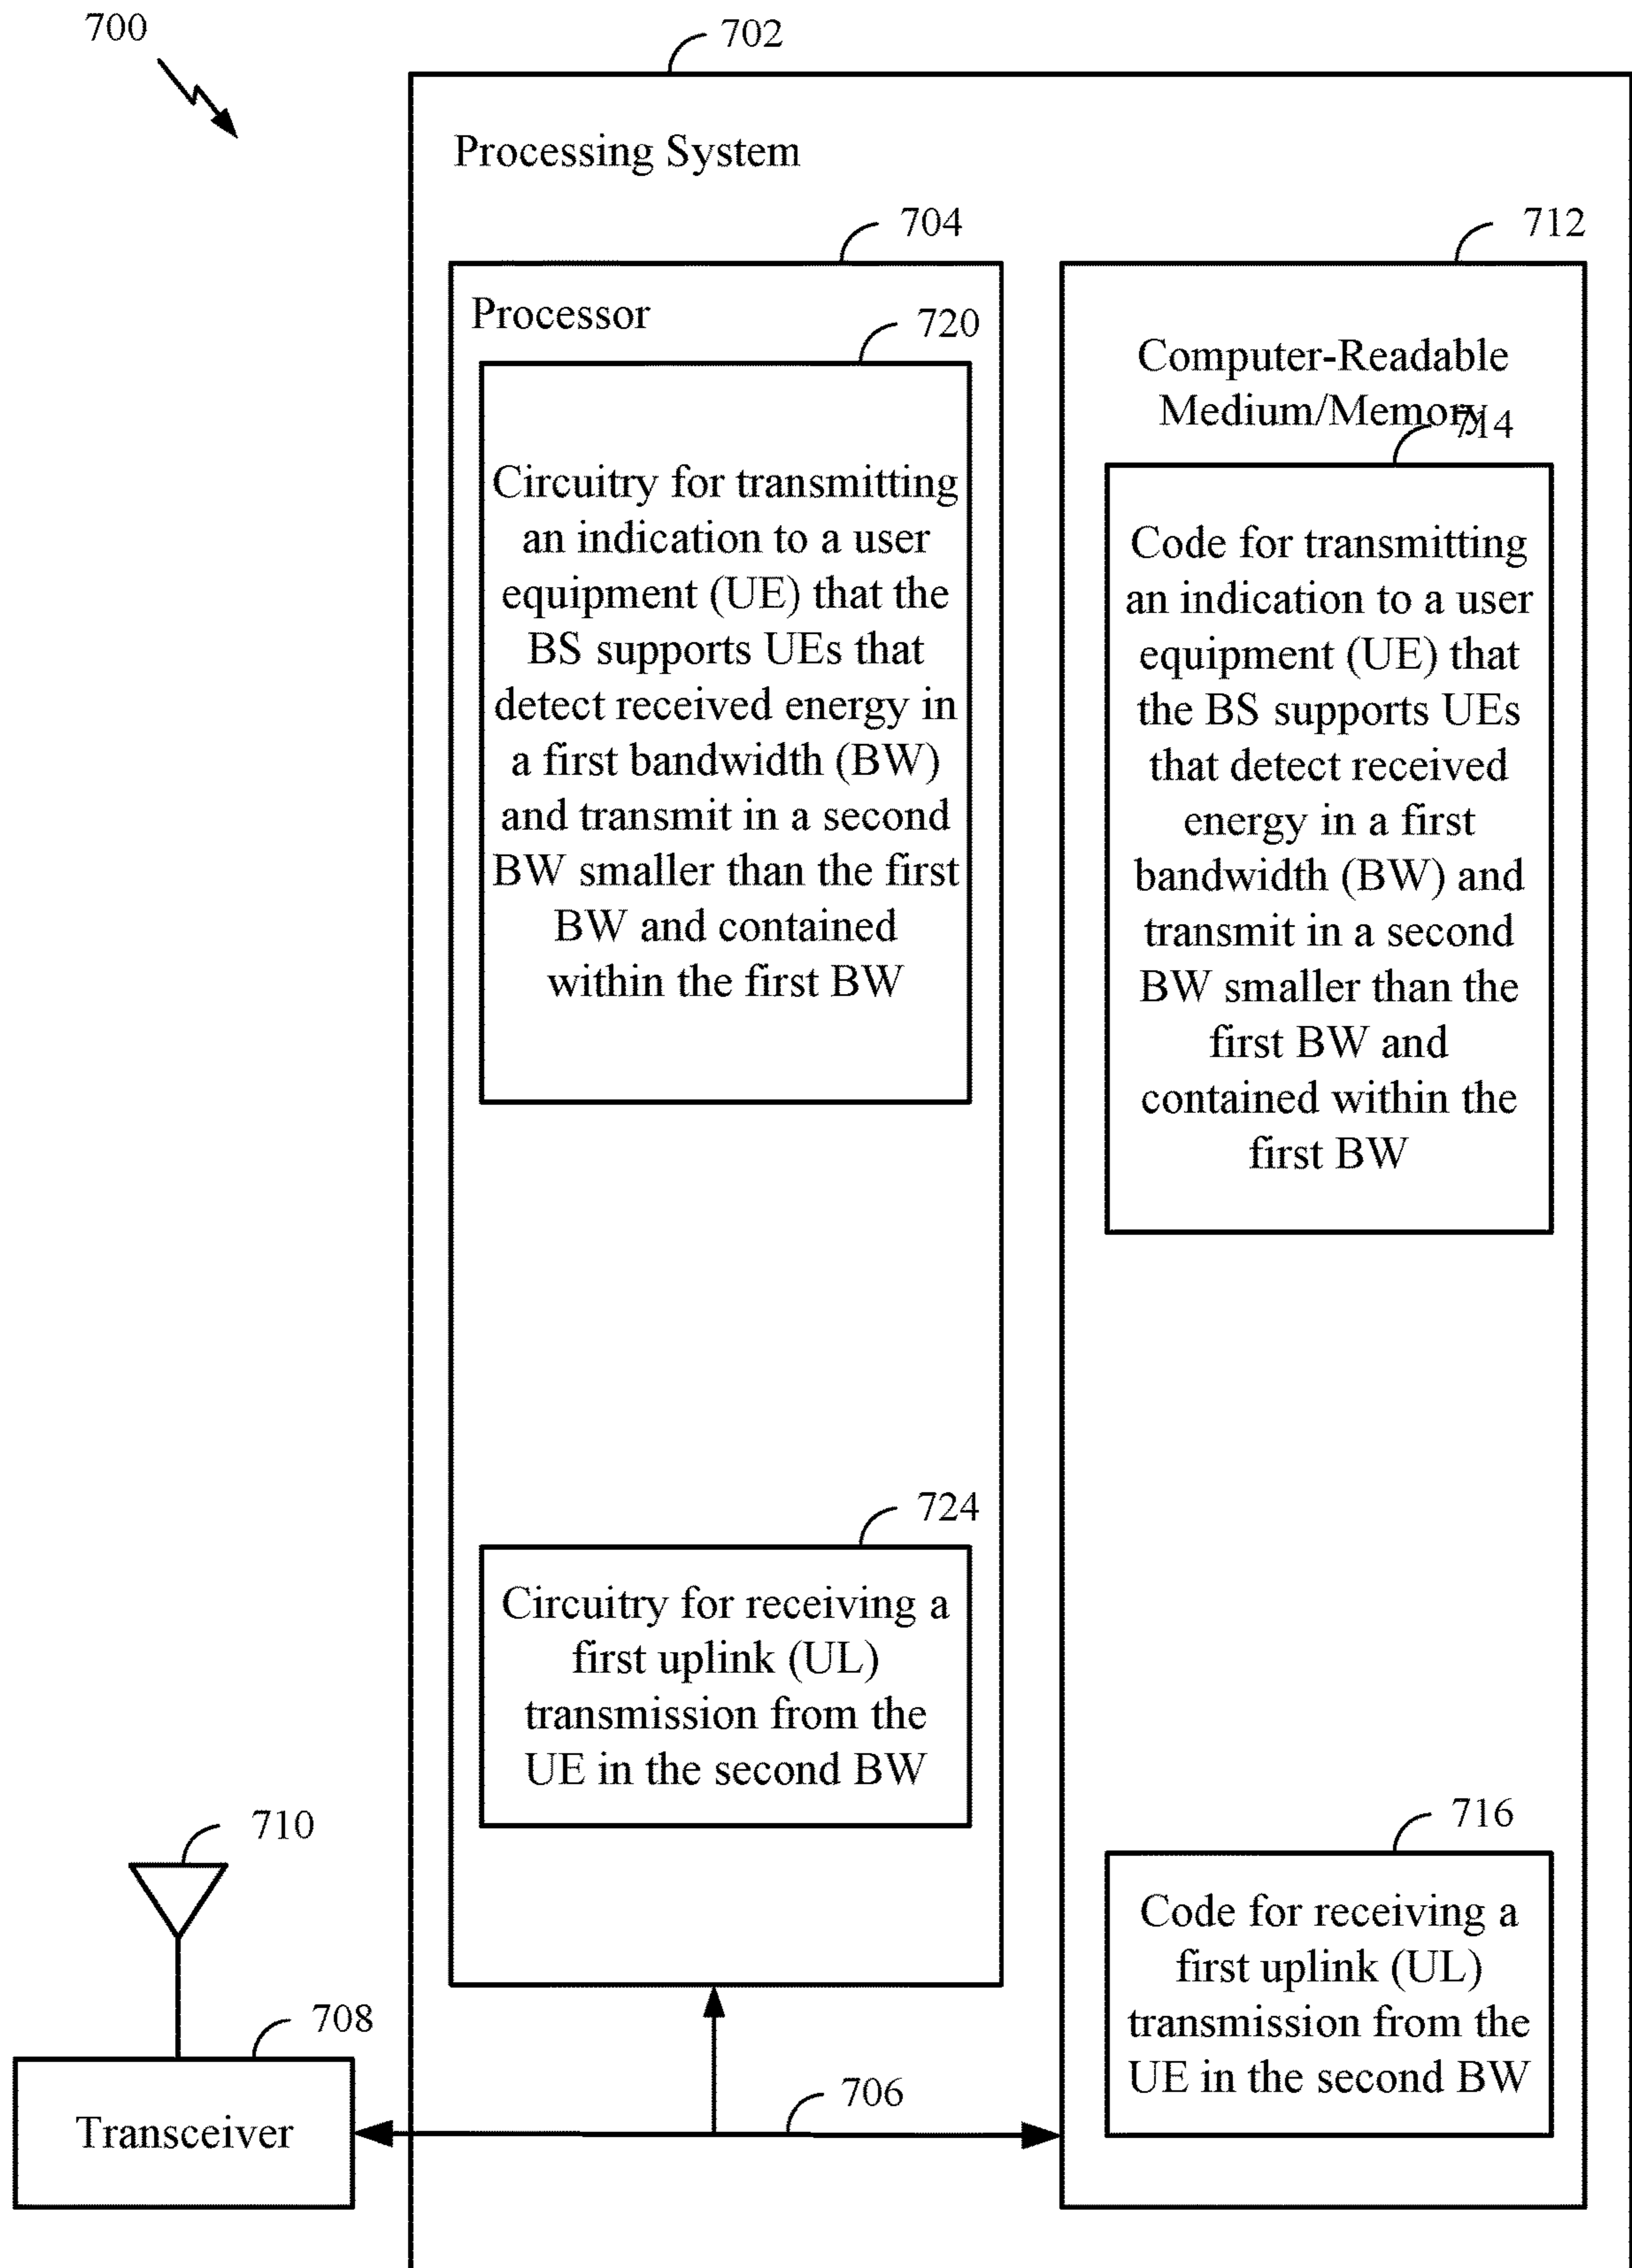 700
702
Processing System
704
712
Processor
720
Circuitry for transmitting
an indication to a user
equipment (UE) that the
BS supports UEs that
detect received energy in
a first bandwidth (BW)
and transmit in a second
BW smaller than the first
BW and contained
within the first BW
Computer-Readable
Medium/Memory
714
Code for transmitting
an indication to a user
equipment (UE) that
the BS supports UEs
that detect received
energy in a first
bandwidth (BW) and
transmit in a second
BW smaller than the
first BW and
contained within the
first BW
724
Circuitry for receiving a
first uplink (UL)
transmission from the
UE in the second BW
716
Code for receiving a
first uplink (UL)
transmission from the
UE in the second BW
710
708
Transceiver
706